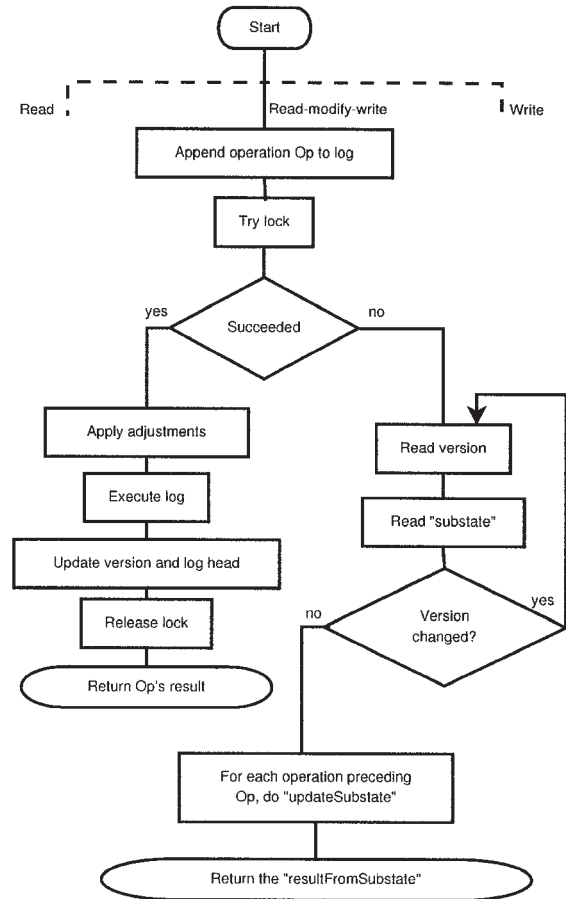 Start
Read
Read-modify-write
Write
Append operation Op to log
Try lock
yes
Succeeded
no
Apply adjustments
Read version
Execute log
Read "substate"
Update version and log head
no
Version
changed?
yes
Release lock
Return Op's result
For each operation preceding
Op, do "updateSubstate"
Return the "resultFromSubstate"